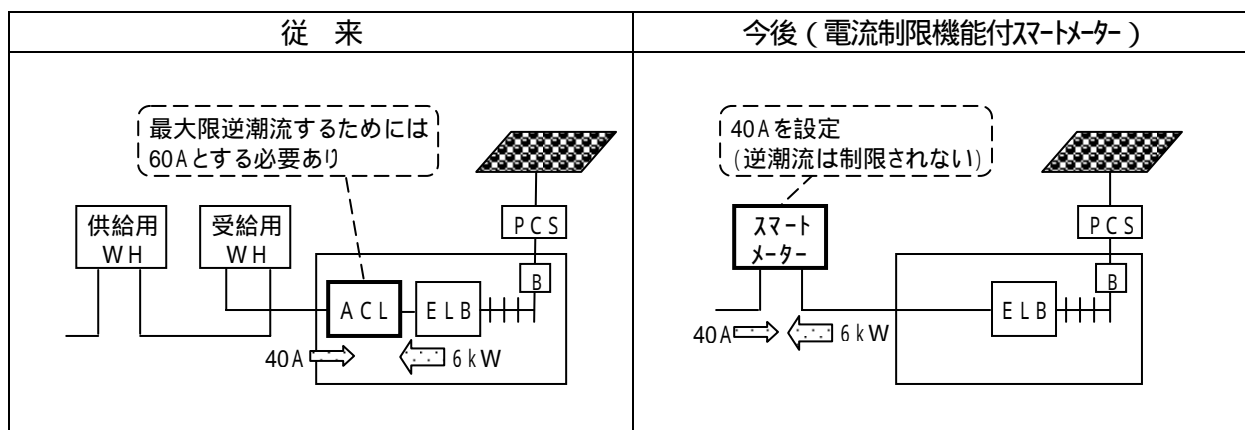 従 来
今後（電流制限機能付スマートメーター）
最大限逆潮流するためには
60Aとする必要あり
供給用
WH
受給用
WH
PCS
B
ACL
ELB
40A
6kW
40Aを設定
(逆潮流は制限されない)
スマート
メーター
PCS
B
ELB
40A
6kW